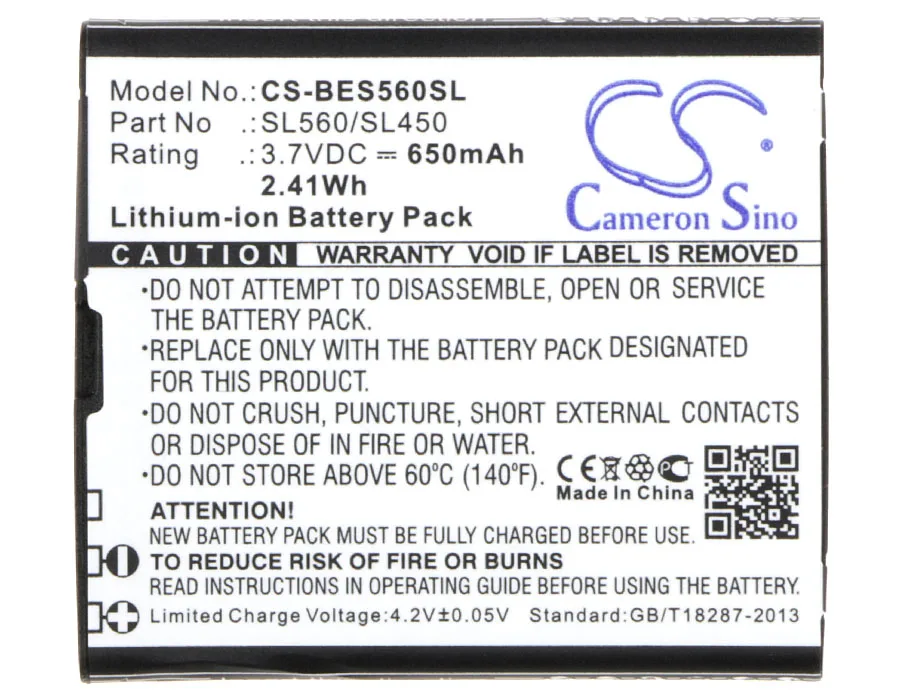 Model No.: CS-BES560SL
Part No .: SL560/SL450
Rating .: 3.7VDC ⎓ 650mAh
2.41Wh
Lithium-ion Battery Pack
CS
®
Cameron Sino
CAUTION WARRANTY VOID IF LABEL IS REMOVED
•DO NOT ATTEMPT TO DISASSEMBLE, OPEN OR SERVICE
THE BATTERY PACK.
•REPLACE ONLY WITH THE BATTERY PACK DESIGNATED
FOR THIS PRODUCT.
•DO NOT CRUSH, PUNCTURE, SHORT EXTERNAL CONTACTS
OR DISPOSE OF IN FIRE OR WATER.
•DO NOT STORE ABOVE 60°C (140°F).
CE
PCT
Made In China
ATTENTION!
NEW BATTERY PACK MUST BE FULLY CHARGED BEFORE USE.
TO REDUCE RISK OF FIRE OR BURNS
READ INSTRUCTIONS IN OPERATING GUIDE BEFORE USING THE BATTERY.
Limited Charge Voltage:4.2V±0.05V Standard:GB/T18287-2013